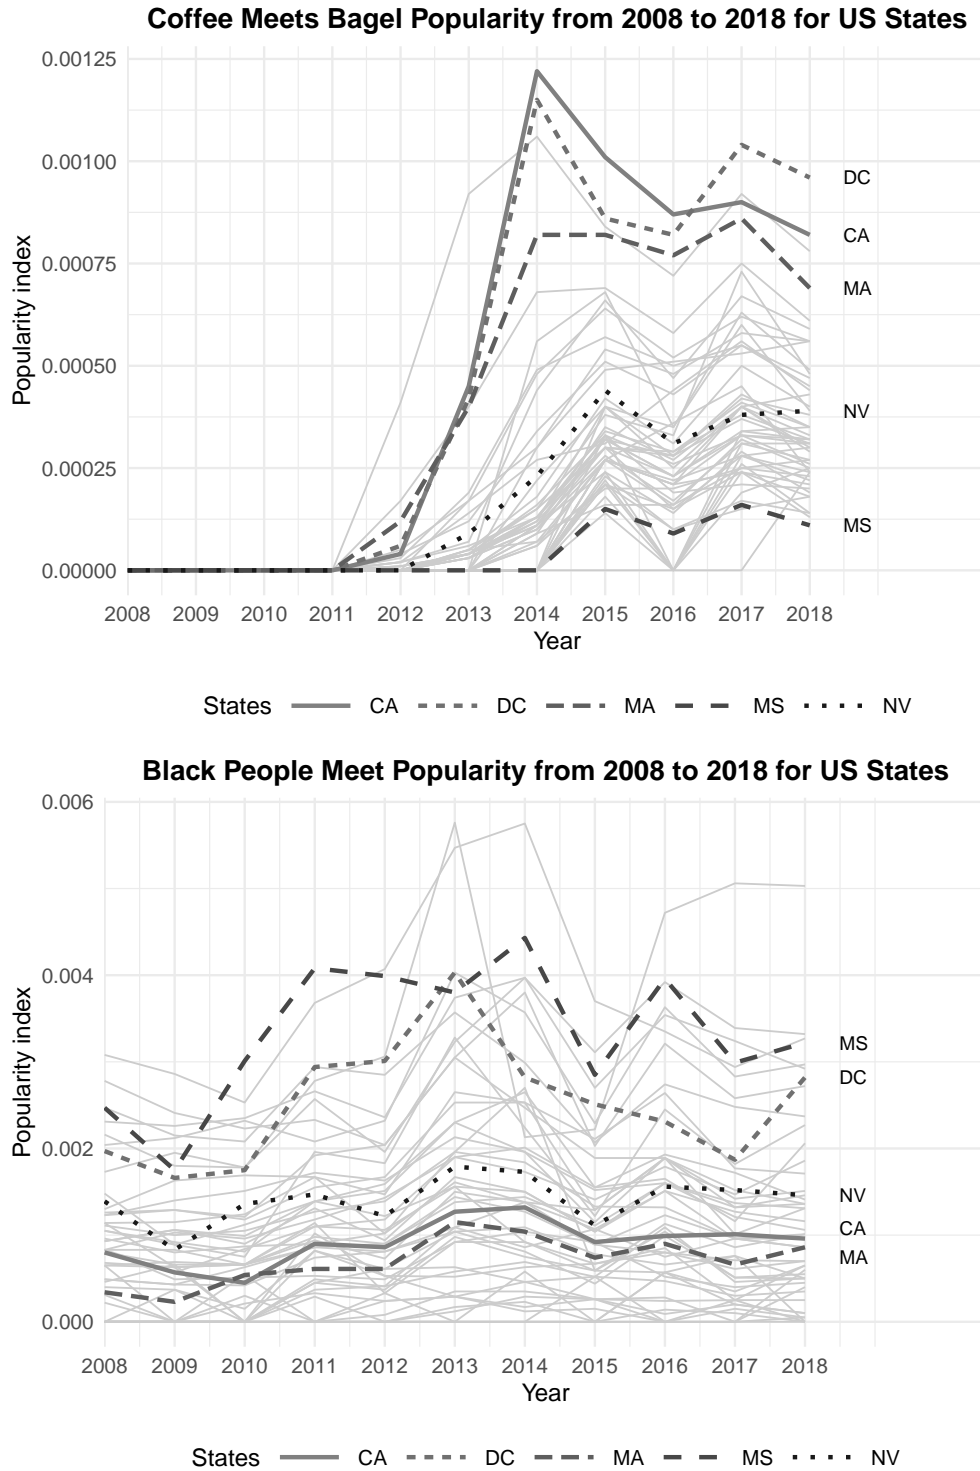 Coffee Meets Bagel Popularity from 2008 to 2018 for US States
0.00125
0.00100
0.00075
0.00050
0.00025
0.00000
Popularity index
DC
CA
MA
NV
MS
2008 2009 2010 2011 2012 2013 2014 2015 2016 2017 2018
Year
States CA DC MA MS NV
Black People Meet Popularity from 2008 to 2018 for US States
0.006
0.004
0.002
0.000
Popularity index
MS
DC
NV
CA
MA
2008 2009 2010 2011 2012 2013 2014 2015 2016 2017 2018
Year
States CA DC MA MS NV